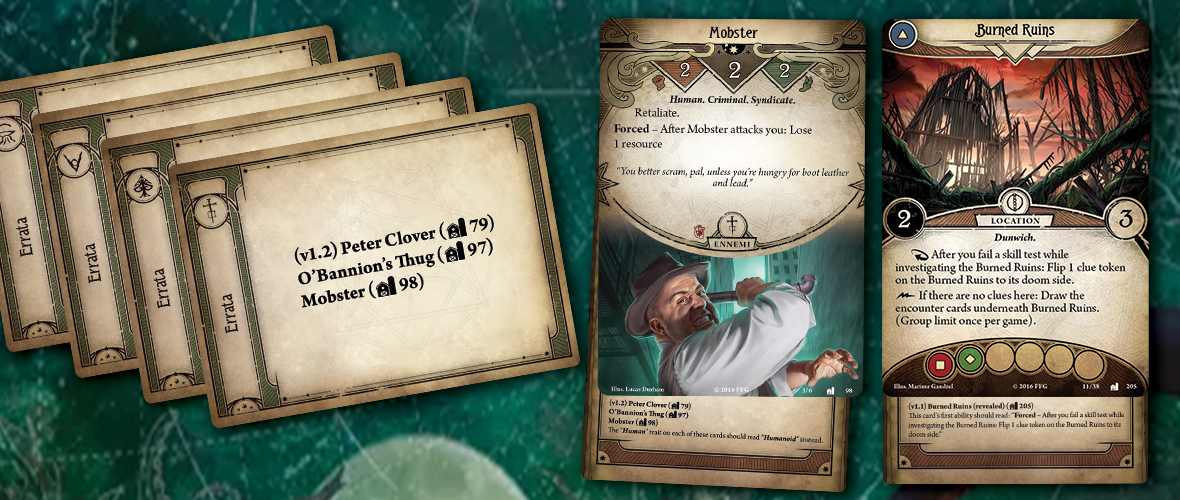 Errata
Errata
Errata
Errata
(v1.2) Peter Clover ( 79)
O'Bannion's Thug ( 97)
Mobster ( 98)
Mobster
2 2 2
Human. Criminal. Syndicate.
Retaliate.
Forced – After Mobster attacks you: Lose
1 resource
"You better scram, pal, unless you're hungry for boot leather
and lead."
ENNEMI
Illus. Lucas Durham © 2016 FFG 3/6 98
(v1.2) Peter Clover ( 79)
O'Bannion's Thug ( 97)
Mobster ( 98)
The "Human" trait on each of these cards should read "Humanoid" instead.
Burned Ruins
2 LOCATION 3
Dunwich.
After you fail a skill test while
investigating the Burned Ruins: Flip 1 clue token
on the Burned Ruins to its doom side.
If there are no clues here: Draw the
encounter cards underneath Burned Ruins.
(Group limit once per game).
Illus. Mariusz Gandzel © 2016 FFG 11/38 205
(v1.1) Burned Ruins (revealed) ( 205)
This card's first ability should read: "Forced – After you fail a skill test while
investigating the Burned Ruins: Flip 1 clue token on the Burned Ruins to its
doom side."